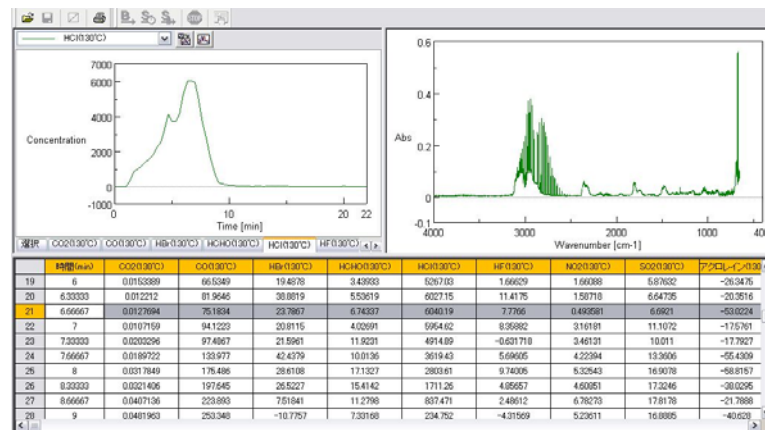 HCl(130℃)
7000
6000
4000
Concentration
2000
0
-1000
0 10 20 22
Time [min]
選択 CO2(130℃) CO(130℃) HBr(130℃) HCHO(130℃) HCl(130℃) HF(130℃)
0.6
0.4
Abs
0.2
0
-0.1
4000 3000 2000 1000 40
Wavenumber [cm-1]
時間(min) CO2(130℃) CO(130℃) HBr(130℃) HCHO(130℃) HCl(130℃) HF(130℃) NO2(130℃) SO2(130℃) アクロレイン(130
19 6 0.0153389 66.5349 19.4878 3.43933 5267.03 1.66629 1.66088 5.87632 -26.3475
20 6.33333 0.012212 81.9646 38.8819 5.53619 6027.15 11.4175 1.58718 6.64735 -20.3516
21 6.66667 0.0127694 75.1834 23.7867 6.74337 6040.19 7.7766 0.493581 6.6921 -53.0224
22 7 0.0107159 94.1223 20.8115 4.02691 5954.62 8.35882 3.16181 11.1072 -17.5761
23 7.33333 0.0203296 97.4867 21.5961 11.9231 4914.89 -0.631718 3.46131 10.011 -17.7927
24 7.66667 0.0189722 133.977 42.4379 10.0136 3619.43 5.69605 4.22394 13.3606 -55.4309
25 8 0.0317849 175.486 28.6108 17.1327 2803.61 9.74005 5.32543 16.9078 -58.8157
26 8.33333 0.0321406 197.645 26.5227 15.4142 1711.26 4.85657 4.60851 17.3246 -38.0295
27 8.66667 0.0407136 223.893 7.51841 11.2798 837.471 2.48612 6.78273 17.8178 -21.7888
28 9 0.0481963 253.348 -10.7757 7.33168 234.752 -4.31569 5.23611 16.8885 -40.628